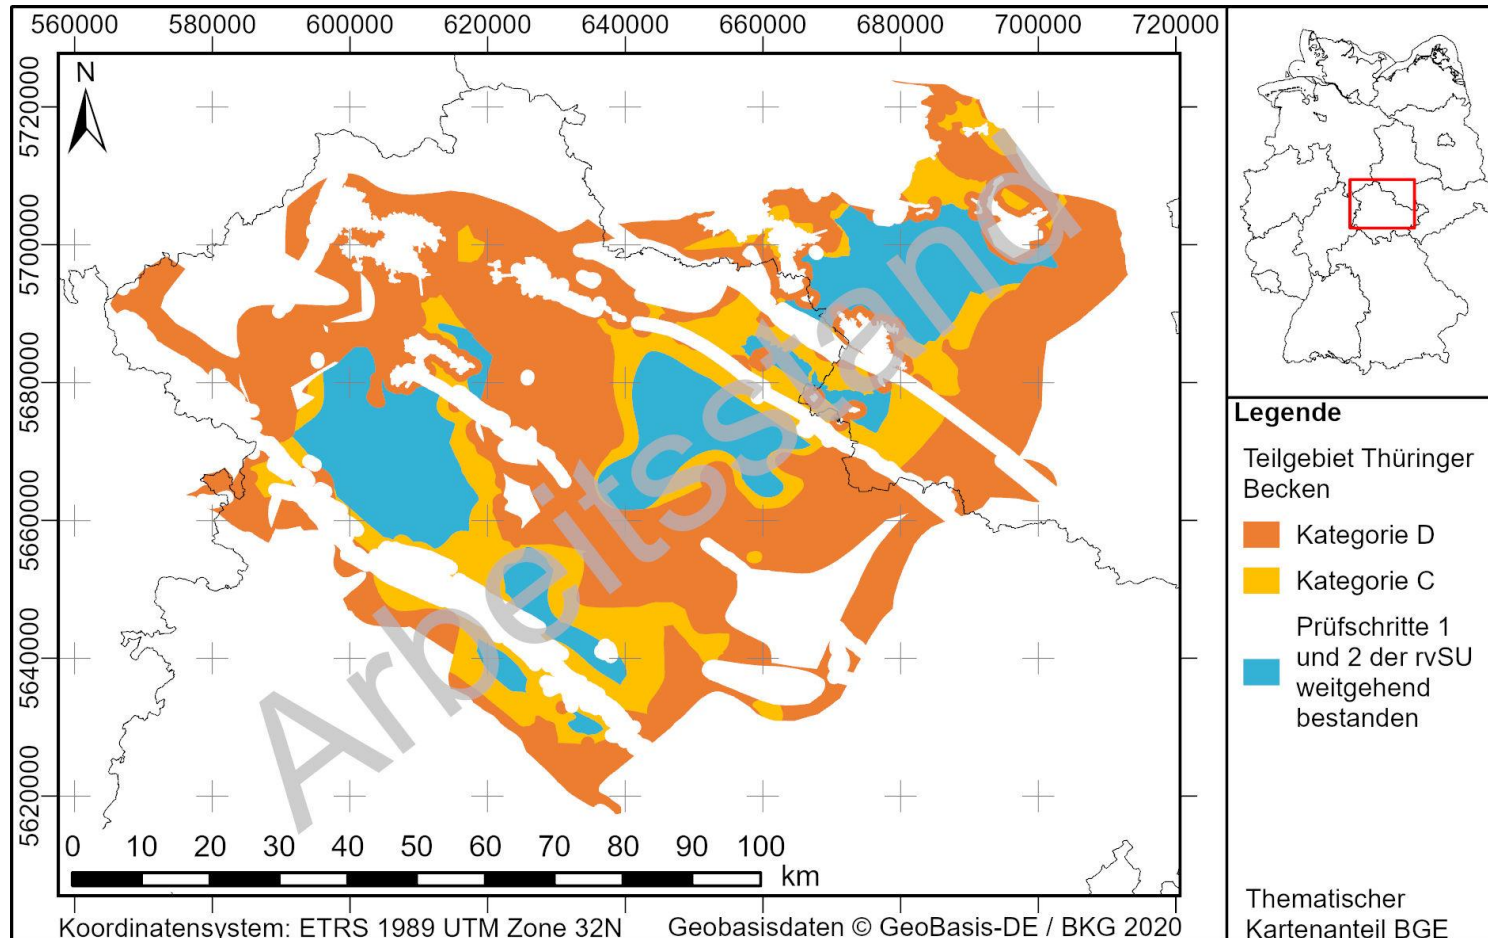 560000 580000 600000 620000 640000 660000 680000 700000 720000
5720000
5700000
5680000
5660000
5640000
5620000
N
Arbeitsstand
0 10 20 30 40 50 60 70 80 90 100
km
Koordinatensystem: ETRS 1989 UTM Zone 32N Geobasisdaten © GeoBasis-DE / BKG 2020
Legende
Teilgebiet Thüringer
Becken
Kategorie D
Kategorie C
Prüfschritte 1
und 2 der rvSU
weitgehend
bestanden
Thematischer
Kartenanteil BGE